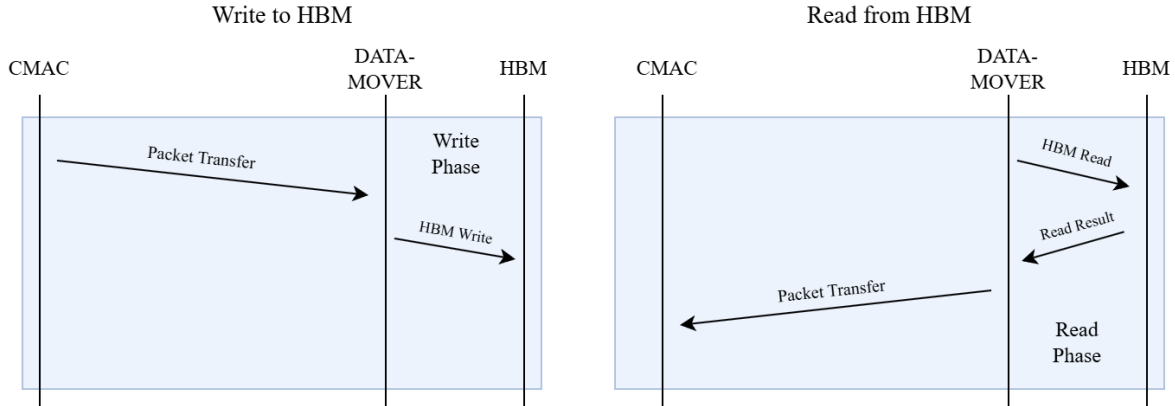 Write to HBM
CMAC
DATA-
MOVER
HBM
Packet Transfer
Write
Phase
HBM Write
Read from HBM
CMAC
DATA-
MOVER
HBM
HBM Read
Read Result
Packet Transfer
Read
Phase